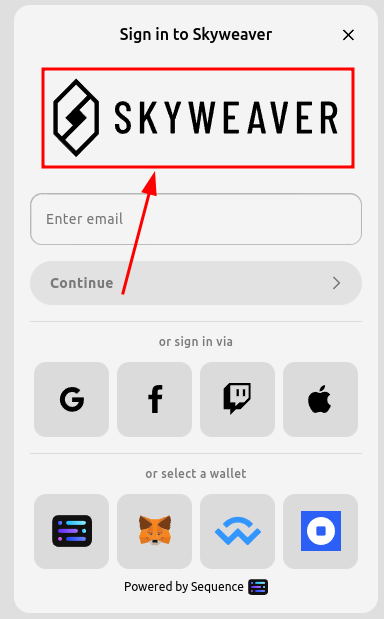 Sign in to Skyweaver
SKYWEAVER
Enter email
Continue
or sign in via
or select a wallet
Powered by Sequence